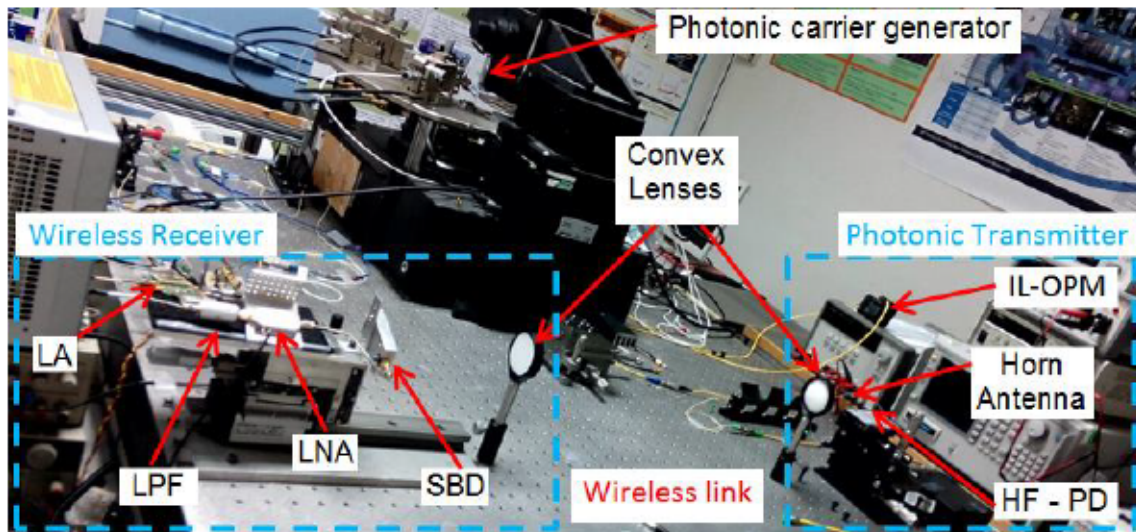 Photonic carrier generator
Convex
Lenses
Wireless Receiver
Photonic Transmitter
IL-OPM
LA
Horn
Antenna
LNA
LPF
SBD
Wireless link
HF - PD